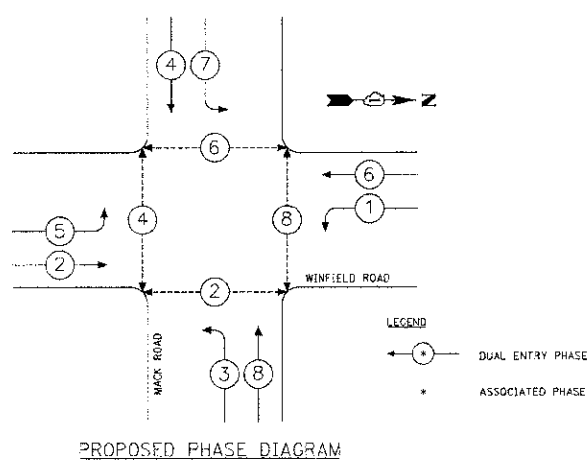 4
7
N
6
6
5
4
8
1
2
2
WINFIELD ROAD
MACK ROAD
3
8
LEGEND
* DUAL ENTRY PHASE
* ASSOCIATED PHASE
PROPOSED PHASE DIAGRAM